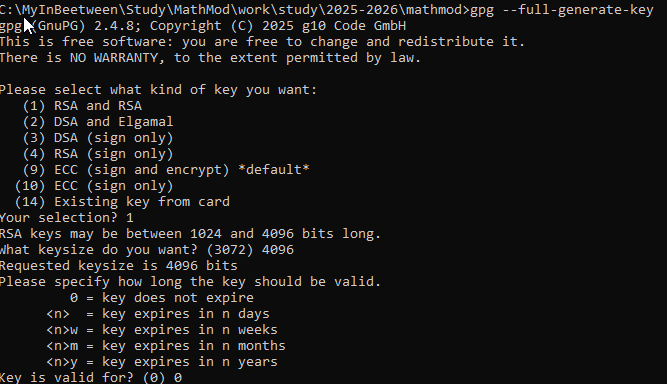 C:\MyInBeetween\Study\MathMod\work\study\2025-2026\mathmod>gpg --full-generate-key
gpg (GnuPG) 2.4.8; Copyright (C) 2025 g10 Code GmbH
This is free software: you are free to change and redistribute it.
There is NO WARRANTY, to the extent permitted by law.

Please select what kind of key you want:
   (1) RSA and RSA
   (2) DSA and Elgamal
   (3) DSA (sign only)
   (4) RSA (sign only)
   (9) ECC (sign and encrypt) *default*
  (10) ECC (sign only)
  (14) Existing key from card
Your selection? 1
RSA keys may be between 1024 and 4096 bits long.
What keysize do you want? (3072) 4096
Requested keysize is 4096 bits
Please specify how long the key should be valid.
         0 = key does not expire
      <n>  = key expires in n days
      <n>w = key expires in n weeks
      <n>m = key expires in n months
      <n>y = key expires in n years
Key is valid for? (0) 0